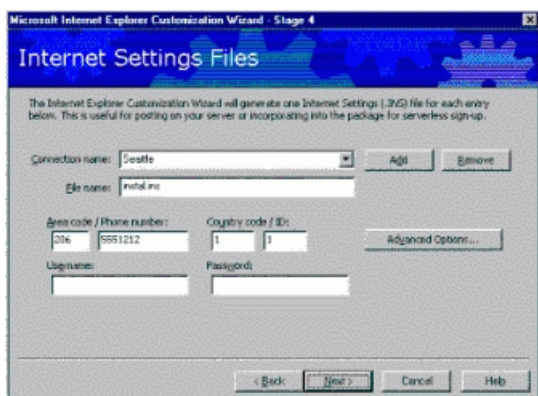 Microsoft Internet Explorer Customization Wizard - Stage 4
Internet Settings Files
The Internet Explorer Customization Wizard will generate one Internet Settings (.INS) file for each entry
below. This is useful for posting on your server or incorporating into the package for serverless sign-up.
Connection name: Seattle Add Remove
File name: instal.ins
Area code / Phone number: Country code / ID:
206 5551212 1 1 Advanced Options...
Username: Password:
< Back Next > Cancel Help